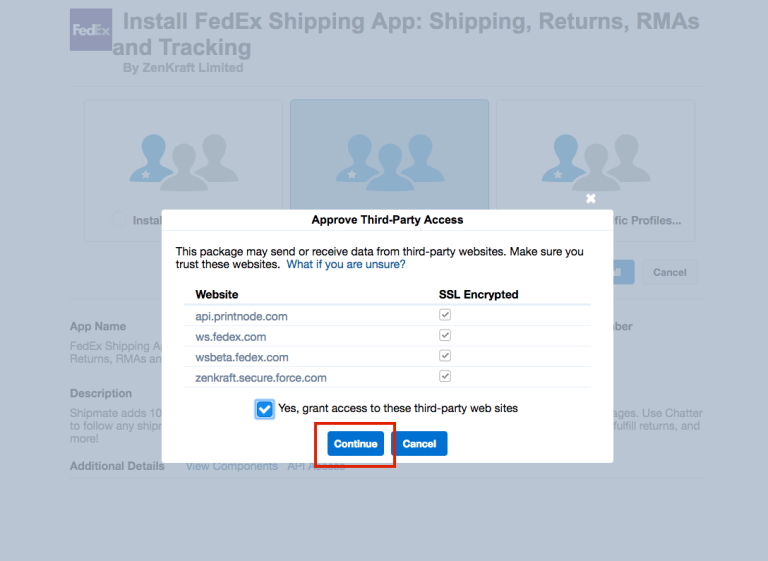 FedEx
Install FedEx Shipping App: Shipping, Returns, RMAs
and Tracking
By ZenKraft Limited
Instal
fic Profiles...
Approve Third-Party Access
This package may send or receive data from third-party websites. Make sure you
trust these websites. What if you are unsure?
Cancel
Website SSL Encrypted
api.printnode.com
ws.fedex.com
wsbeta.fedex.com
zenkraft.secure.force.com
Yes, grant access to these third-party web sites
Continue Cancel
App Name
FedEx Shipping Ap
Returns, RMAs an
Description
Shipmate adds 10 ages. Use Chatter
to follow any shipr fulfill returns, and
more!
Additional Details View Components API Access